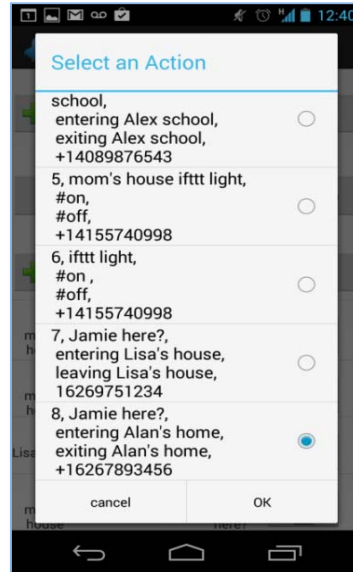 12:40
Select an Action
school,
entering Alex school,
exiting Alex school,
+14089876543
5, mom's house ifttt light,
#on,
#off,
+14155740998
6, ifttt light,
#on ,
#off,
+14155740998
7, Jamie here?,
entering Lisa's house,
leaving Lisa's house,
16269751234
8, Jamie here?,
entering Alan's home,
exiting Alan's home,
+16267893456
cancel OK
house here?